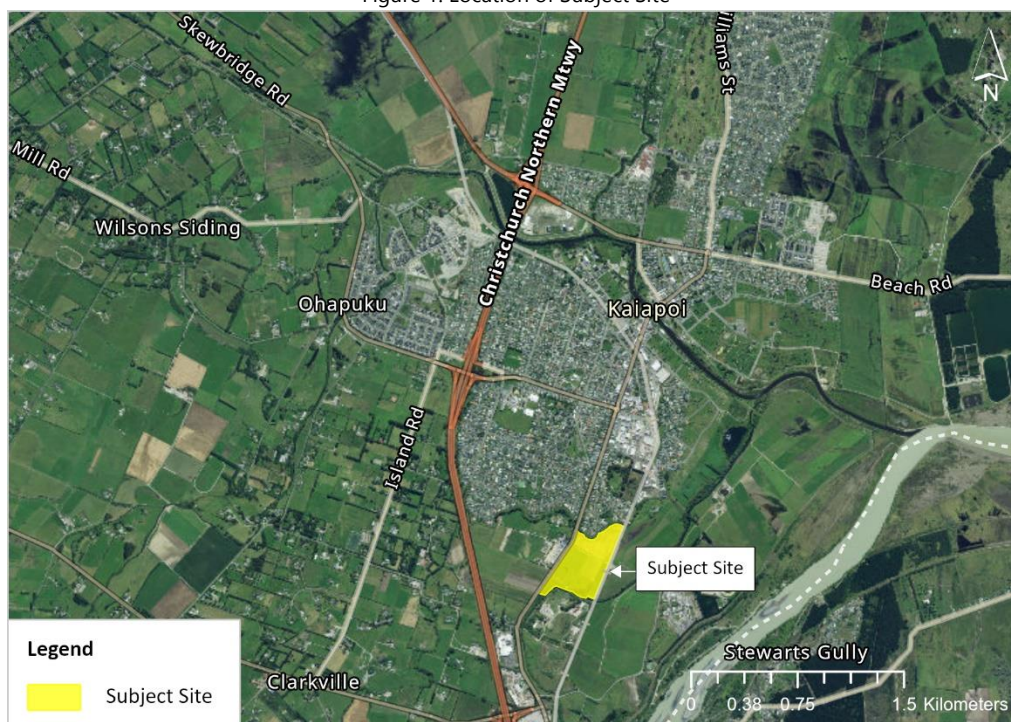 Figure 4: Location of Subject Site
Skewbridge Rd
Christchurch Northern Mtwy
illiams St
N
Mill Rd
Wilsons Siding
Ohapuku
Kaiapoi
Beach Rd
Island Rd
Subject Site
Legend
Subject Site
Clarkville
Stewarts Gully
0 0.38 0.75 1.5 Kilometers